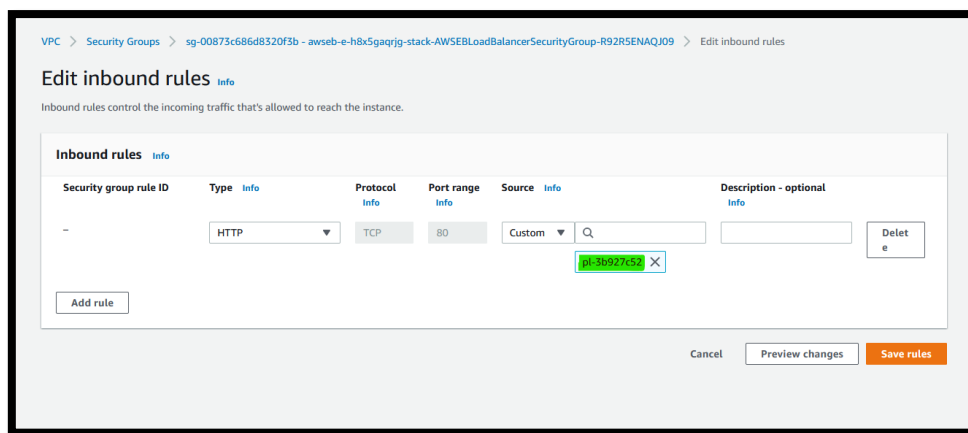 VPC > Security Groups > sg-00873c686d8320f3b - awseb-e-h8x5gaqrjg-stack-AWSEBLoadBalancerSecurityGroup-R92R5ENAQJ09 > Edit inbound rules
Edit inbound rules Info
Inbound rules control the incoming traffic that's allowed to reach the instance.
Inbound rules Info
Security group rule ID Type Info Protocol Info Port range Info Source Info Description - optional Info
– HTTP TCP 80 Custom Delete
pl-3b927c52
Add rule
Cancel Preview changes Save rules